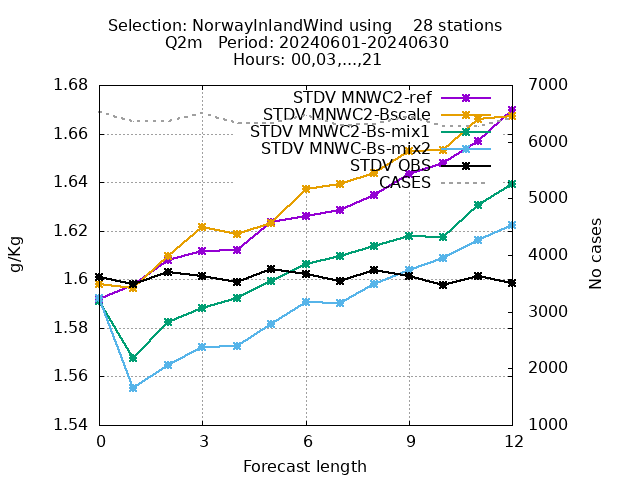 Selection: NorwayInlandWind using    28 stations
Q2m   Period: 20240601-20240630
Hours: 00,03,...,21
1.68
1.66
1.64
1.62
1.6
1.58
1.56
1.54
g/Kg
STDV MNWC2-ref
STDV MNWC2-Bscale
STDV MNWC2-Bs-mix1
STDV MNWC-Bs-mix2
STDV OBS
CASES
7000
6000
5000
4000
3000
2000
1000
No cases
0 3 6 9 12
Forecast length